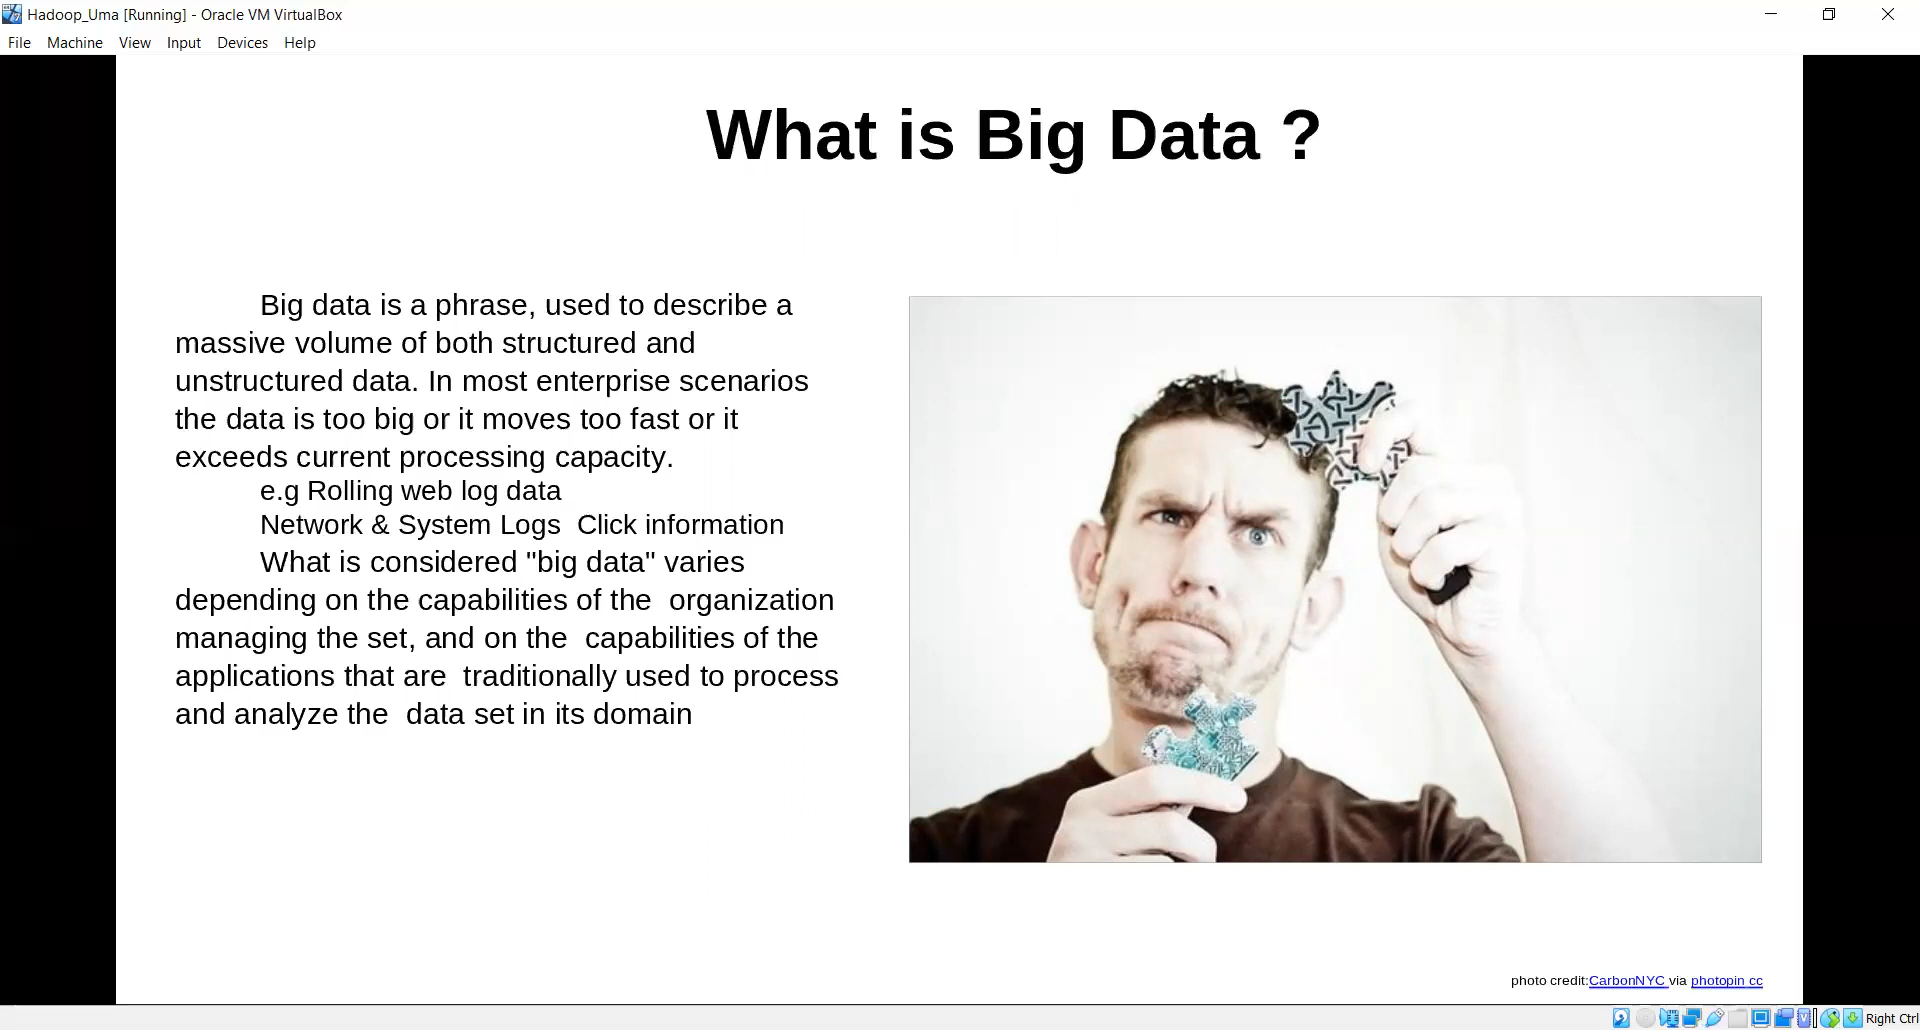 Hadoop_Uma [Running] - Oracle VM VirtualBox
File Machine View Input Devices Help
What is Big Data ?
Big data is a phrase, used to describe a
massive volume of both structured and
unstructured data. In most enterprise scenarios
the data is too big or it moves too fast or it
exceeds current processing capacity.
e.g Rolling web log data
Network & System Logs  Click information
What is considered "big data" varies
depending on the capabilities of the  organization
managing the set, and on the  capabilities of the
applications that are  traditionally used to process
and analyze the  data set in its domain
photo credit:CarbonNYC via photopin cc
Right Ctrl